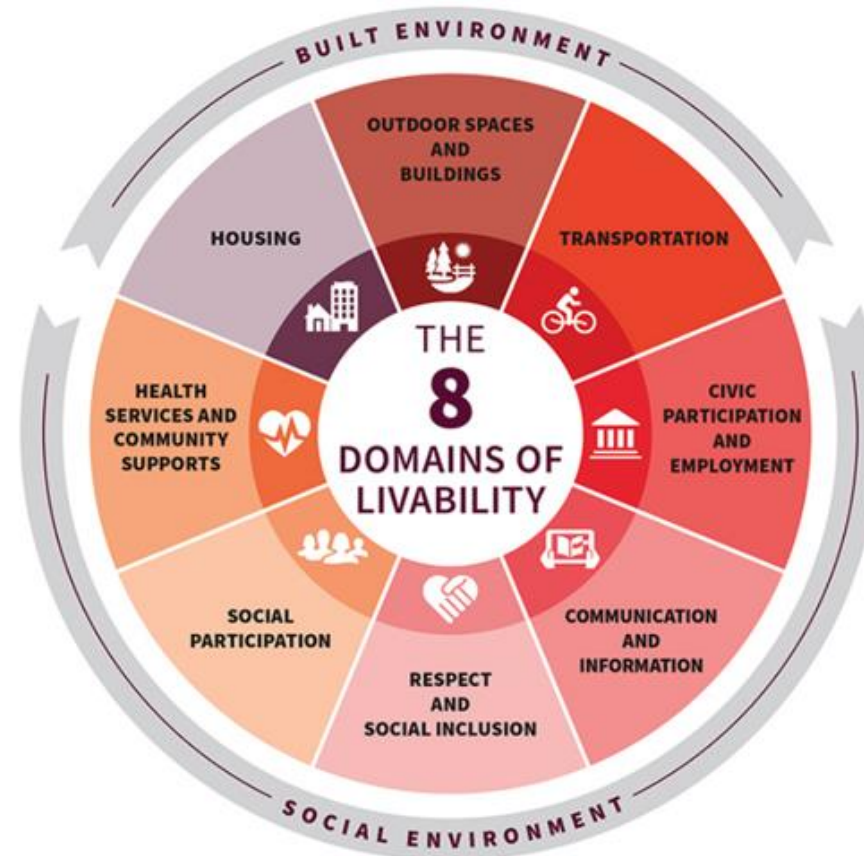 BUILT ENVIRONMENT
OUTDOOR SPACES
AND
BUILDINGS
HOUSING
TRANSPORTATION
THE
8
DOMAINS OF
LIVABILITY
HEALTH
SERVICES AND
COMMUNITY
SUPPORTS
CIVIC
PARTICIPATION
AND
EMPLOYMENT
SOCIAL
PARTICIPATION
COMMUNICATION
AND
INFORMATION
RESPECT
AND
SOCIAL INCLUSION
SOCIAL ENVIRONMENT